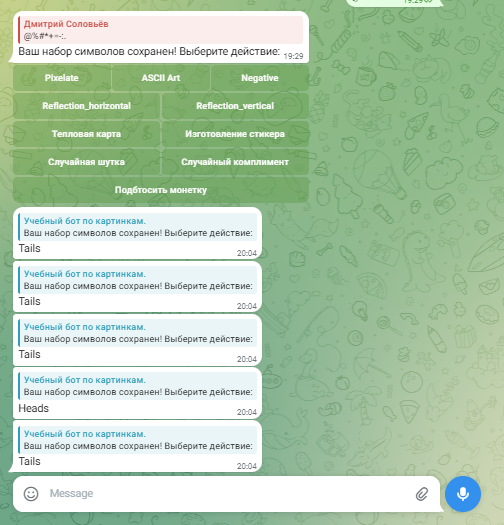 19:29
Дмитрий Соловьёв
@%#*+=-:.
Ваш набор символов сохранен! Выберите действие: 19:29
Pixelate ASCII Art Negative
Reflection_horizontal Reflection_vertical
Тепловая карта Изготовление стикера
Случайная шутка Случайный комплимент
Подбтосить монетку
Учебный бот по картинкам.
Ваш набор символов сохранен! Выберите действие:
Tails 20:04
Учебный бот по картинкам.
Ваш набор символов сохранен! Выберите действие:
Tails 20:04
Учебный бот по картинкам.
Ваш набор символов сохранен! Выберите действие:
Tails 20:04
Учебный бот по картинкам.
Ваш набор символов сохранен! Выберите действие:
Heads 20:04
Учебный бот по картинкам.
Ваш набор символов сохранен! Выберите действие:
Tails 20:04
Message